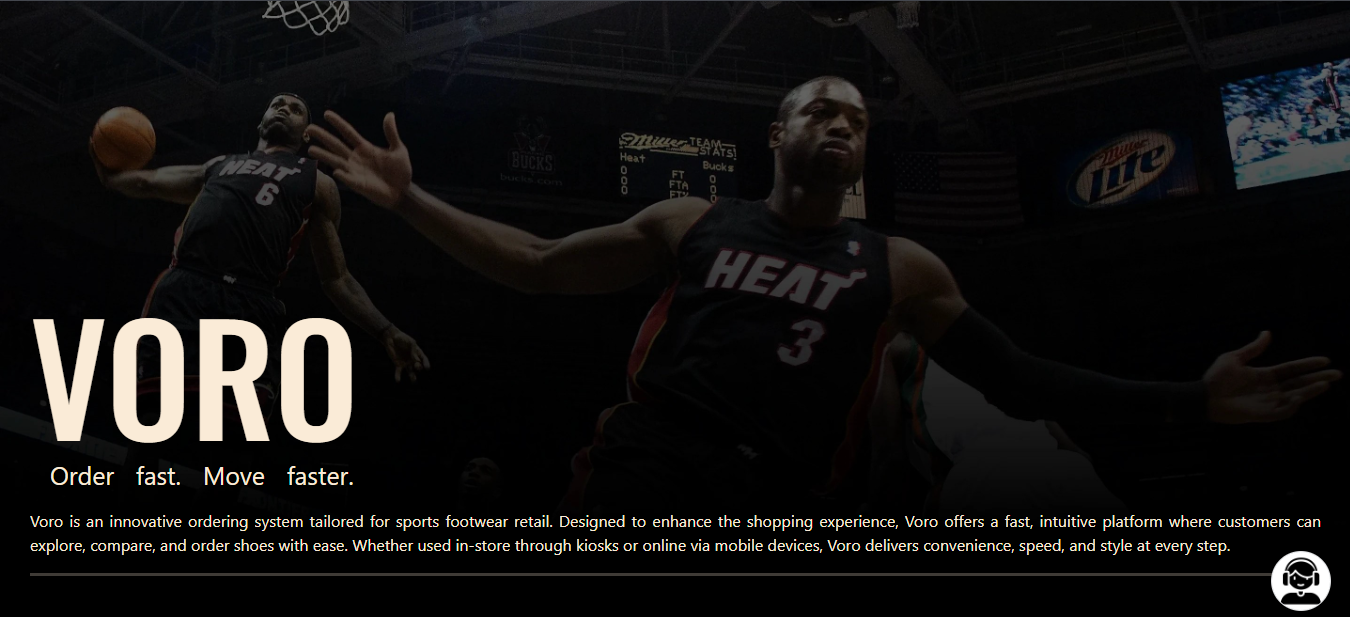 BUCKS
bucks.com
Miller TEAM
STATS!
Heat Bucks
0 FT 0
0 FTA 0
0 0
Miller
Lite
HEAT
6
HEAT
3
VORO
Order fast. Move faster.
Voro is an innovative ordering system tailored for sports footwear retail. Designed to enhance the shopping experience, Voro offers a fast, intuitive platform where customers can
explore, compare, and order shoes with ease. Whether used in-store through kiosks or online via mobile devices, Voro delivers convenience, speed, and style at every step.